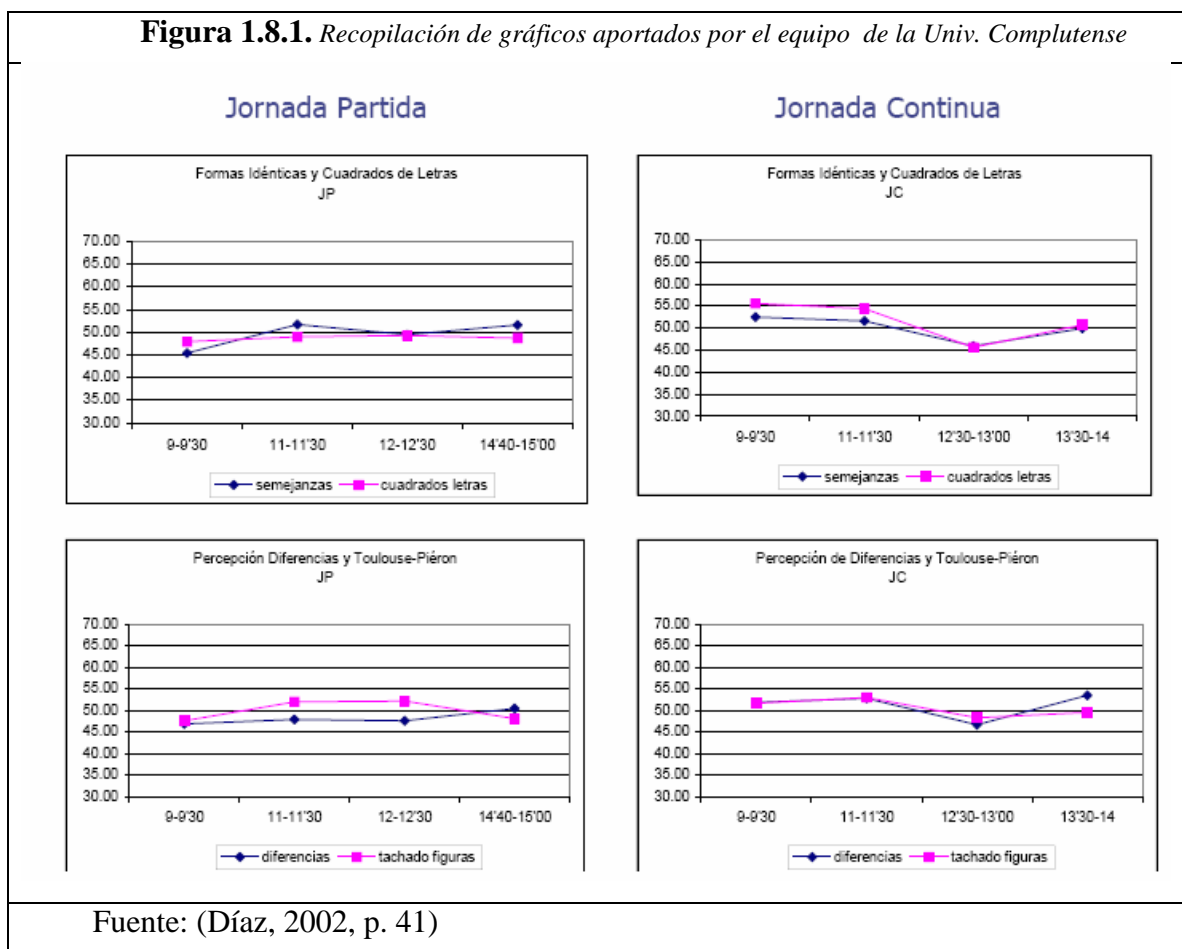 Figura 1.8.1. Recopilación de gráficos aportados por el equipo de la Univ. Complutense
Jornada Partida
Jornada Continua
Formas Idénticas y Cuadrados de Letras
JP
70.00
65.00
60.00
55.00
50.00
45.00
40.00
35.00
30.00
9-9'30 11-11'30 12-12'30 14'40-15'00
semejanzas cuadrados letras
Formas Idénticas y Cuadrados de Letras
JC
70.00
65.00
60.00
55.00
50.00
45.00
40.00
35.00
30.00
9-9'30 11-11'30 12'30-13'00 13'30-14
semejanzas cuadrados letras
Percepción Diferencias y Toulouse-Piéron
JP
70.00
65.00
60.00
55.00
50.00
45.00
40.00
35.00
30.00
9-9'30 11-11'30 12-12'30 14'40-15'00
diferencias tachado figuras
Percepción de Diferencias y Toulouse-Piéron
JC
70.00
65.00
60.00
55.00
50.00
45.00
40.00
35.00
30.00
9-9'30 11-11'30 12'30-13'00 13'30-14
diferencias tachado figuras
Fuente: (Díaz, 2002, p. 41)